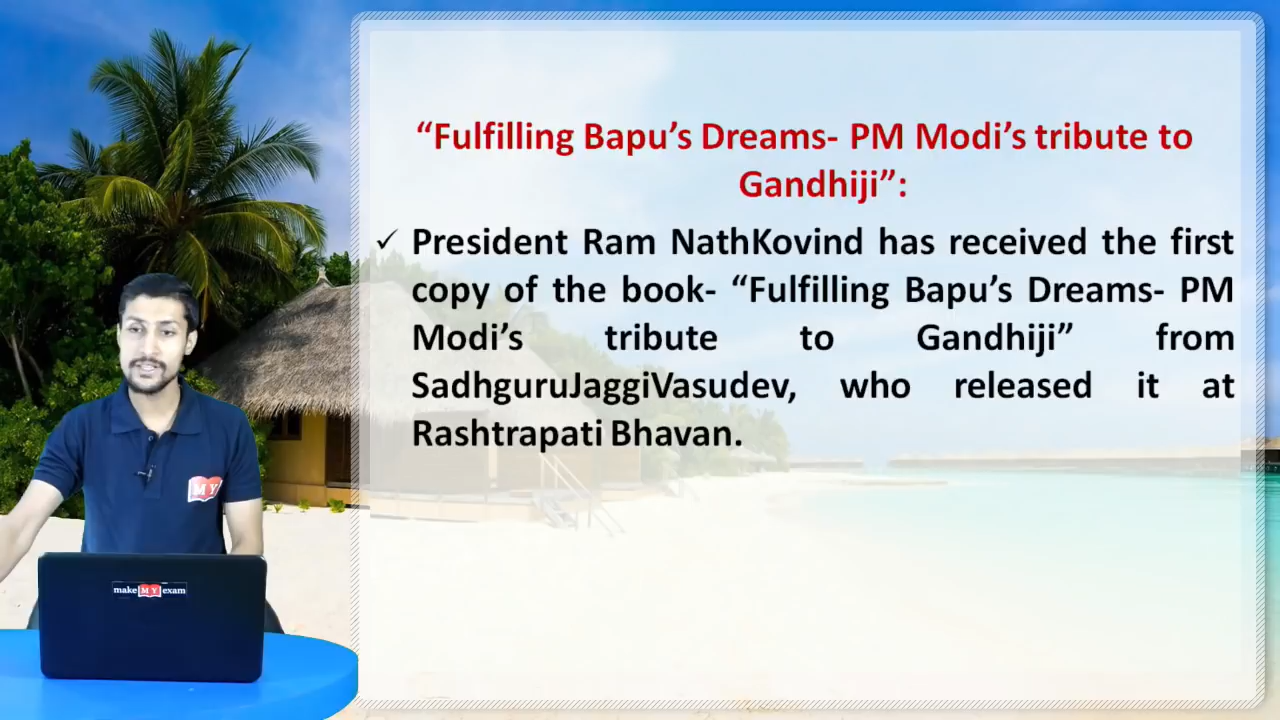 “Fulfilling Bapu’s Dreams- PM Modi’s tribute to
Gandhiji”:
✓ President Ram NathKovind has received the first
copy of the book- “Fulfilling Bapu’s Dreams- PM
Modi’s tribute to Gandhiji” from
SadhguruJaggiVasudev, who released it at
Rashtrapati Bhavan.
MY
make MY exam